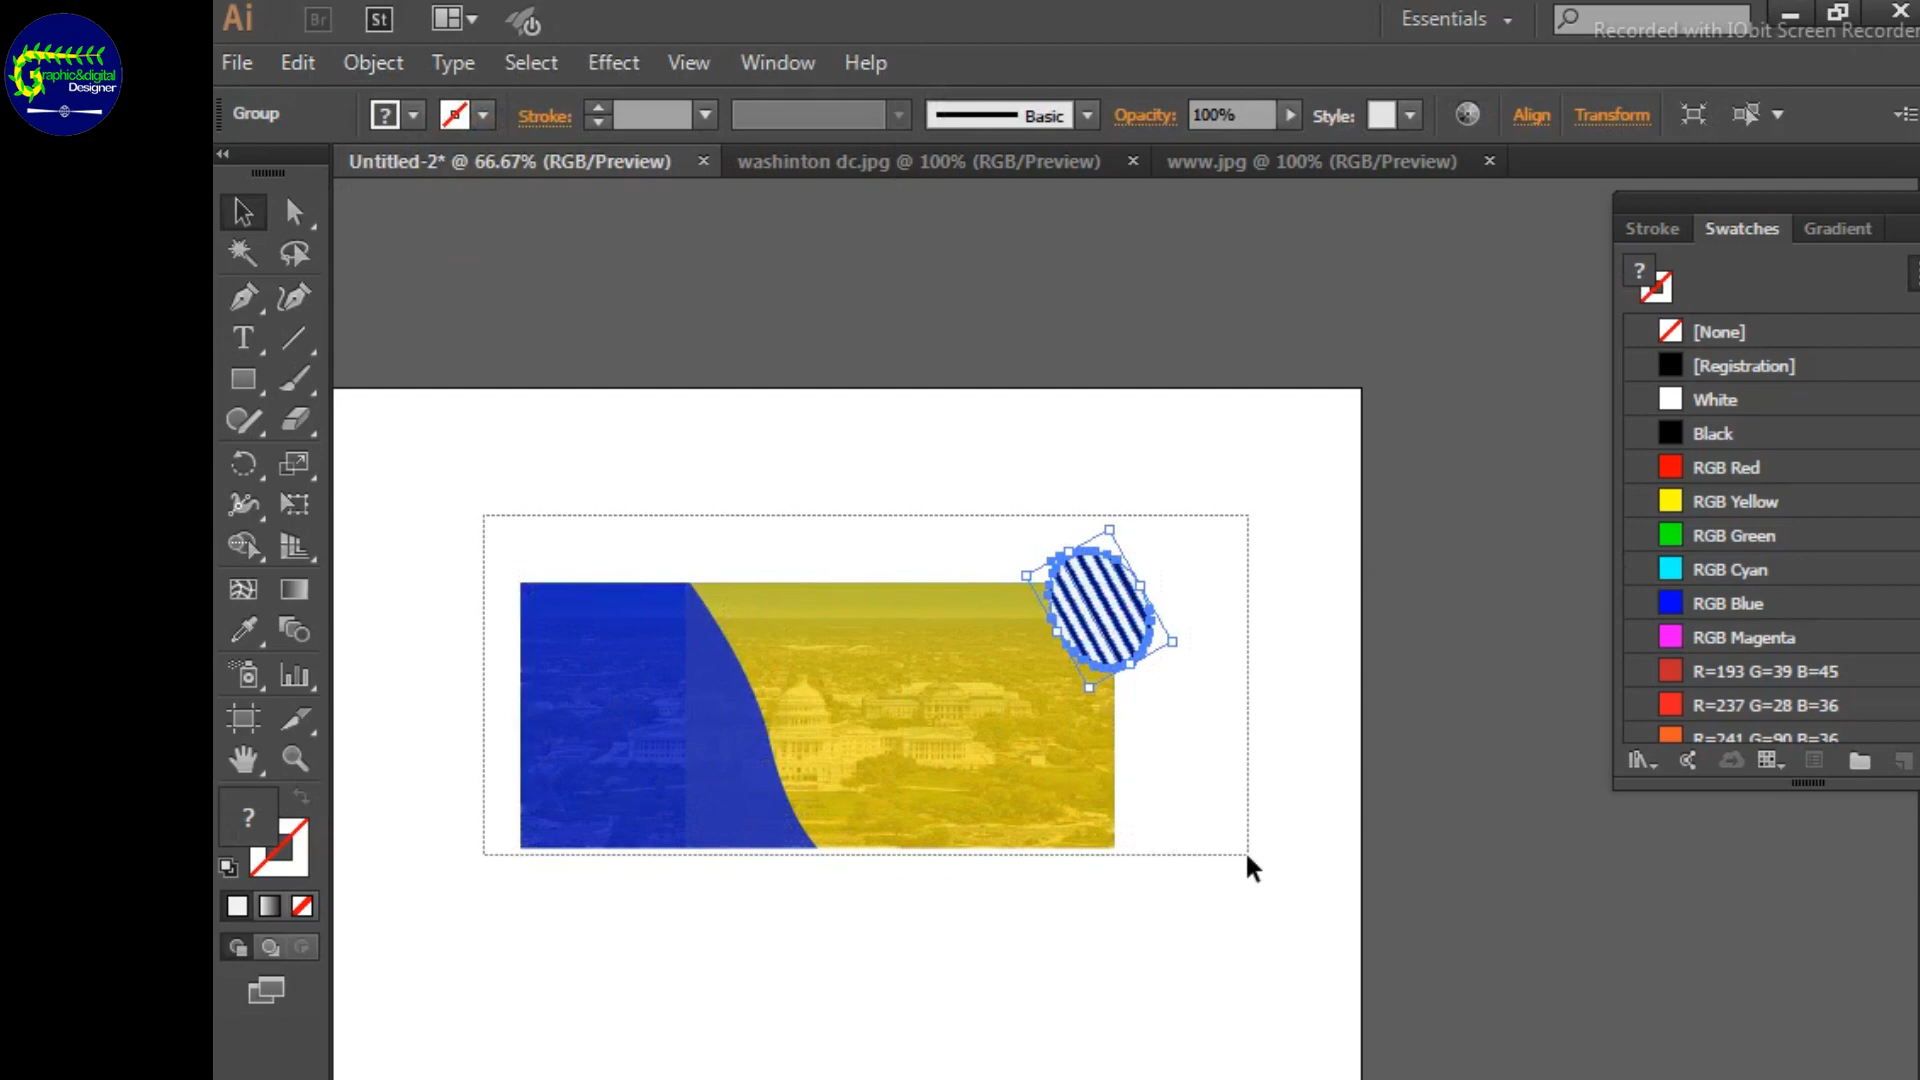 Graphic&digital
Designer
Ai
Br
St
Essentials
Recorded with IObit Screen Recorder
File Edit Object Type Select Effect View Window Help
Group
?
Stroke:
Basic
Opacity:
100%
Style:
Align
Transform
Untitled-2* @ 66.67% (RGB/Preview)
washinton dc.jpg @ 100% (RGB/Preview)
www.jpg @ 100% (RGB/Preview)
Stroke
Swatches
Gradient
?
[None]
[Registration]
White
Black
RGB Red
RGB Yellow
RGB Green
RGB Cyan
RGB Blue
RGB Magenta
R=193 G=39 B=45
R=237 G=28 B=36
R=241 G=90 B=36
T
?